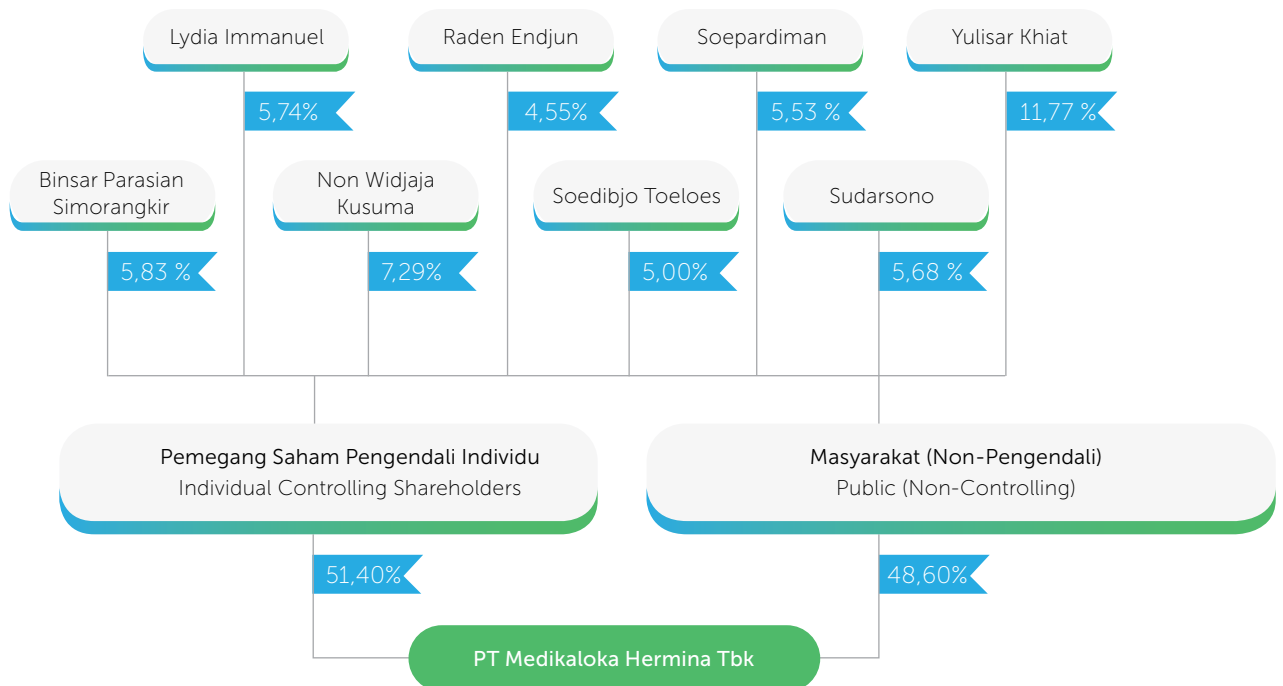 Lydia Immanuel
Raden Endjun
Soepardiman
Yulisar Khiat
5,74%
4,55%
5,53 %
11,77 %
Binsar Parasian
Simorangkir
Non Widjaja
Kusuma
Soedibjo Toeloes
Sudarsono
5,83 %
7,29%
5,00%
5,68 %
Pemegang Saham Pengendali Individu
Individual Controlling Shareholders
Masyarakat (Non-Pengendali)
Public (Non-Controlling)
51,40%
48,60%
PT Medikaloka Hermina Tbk